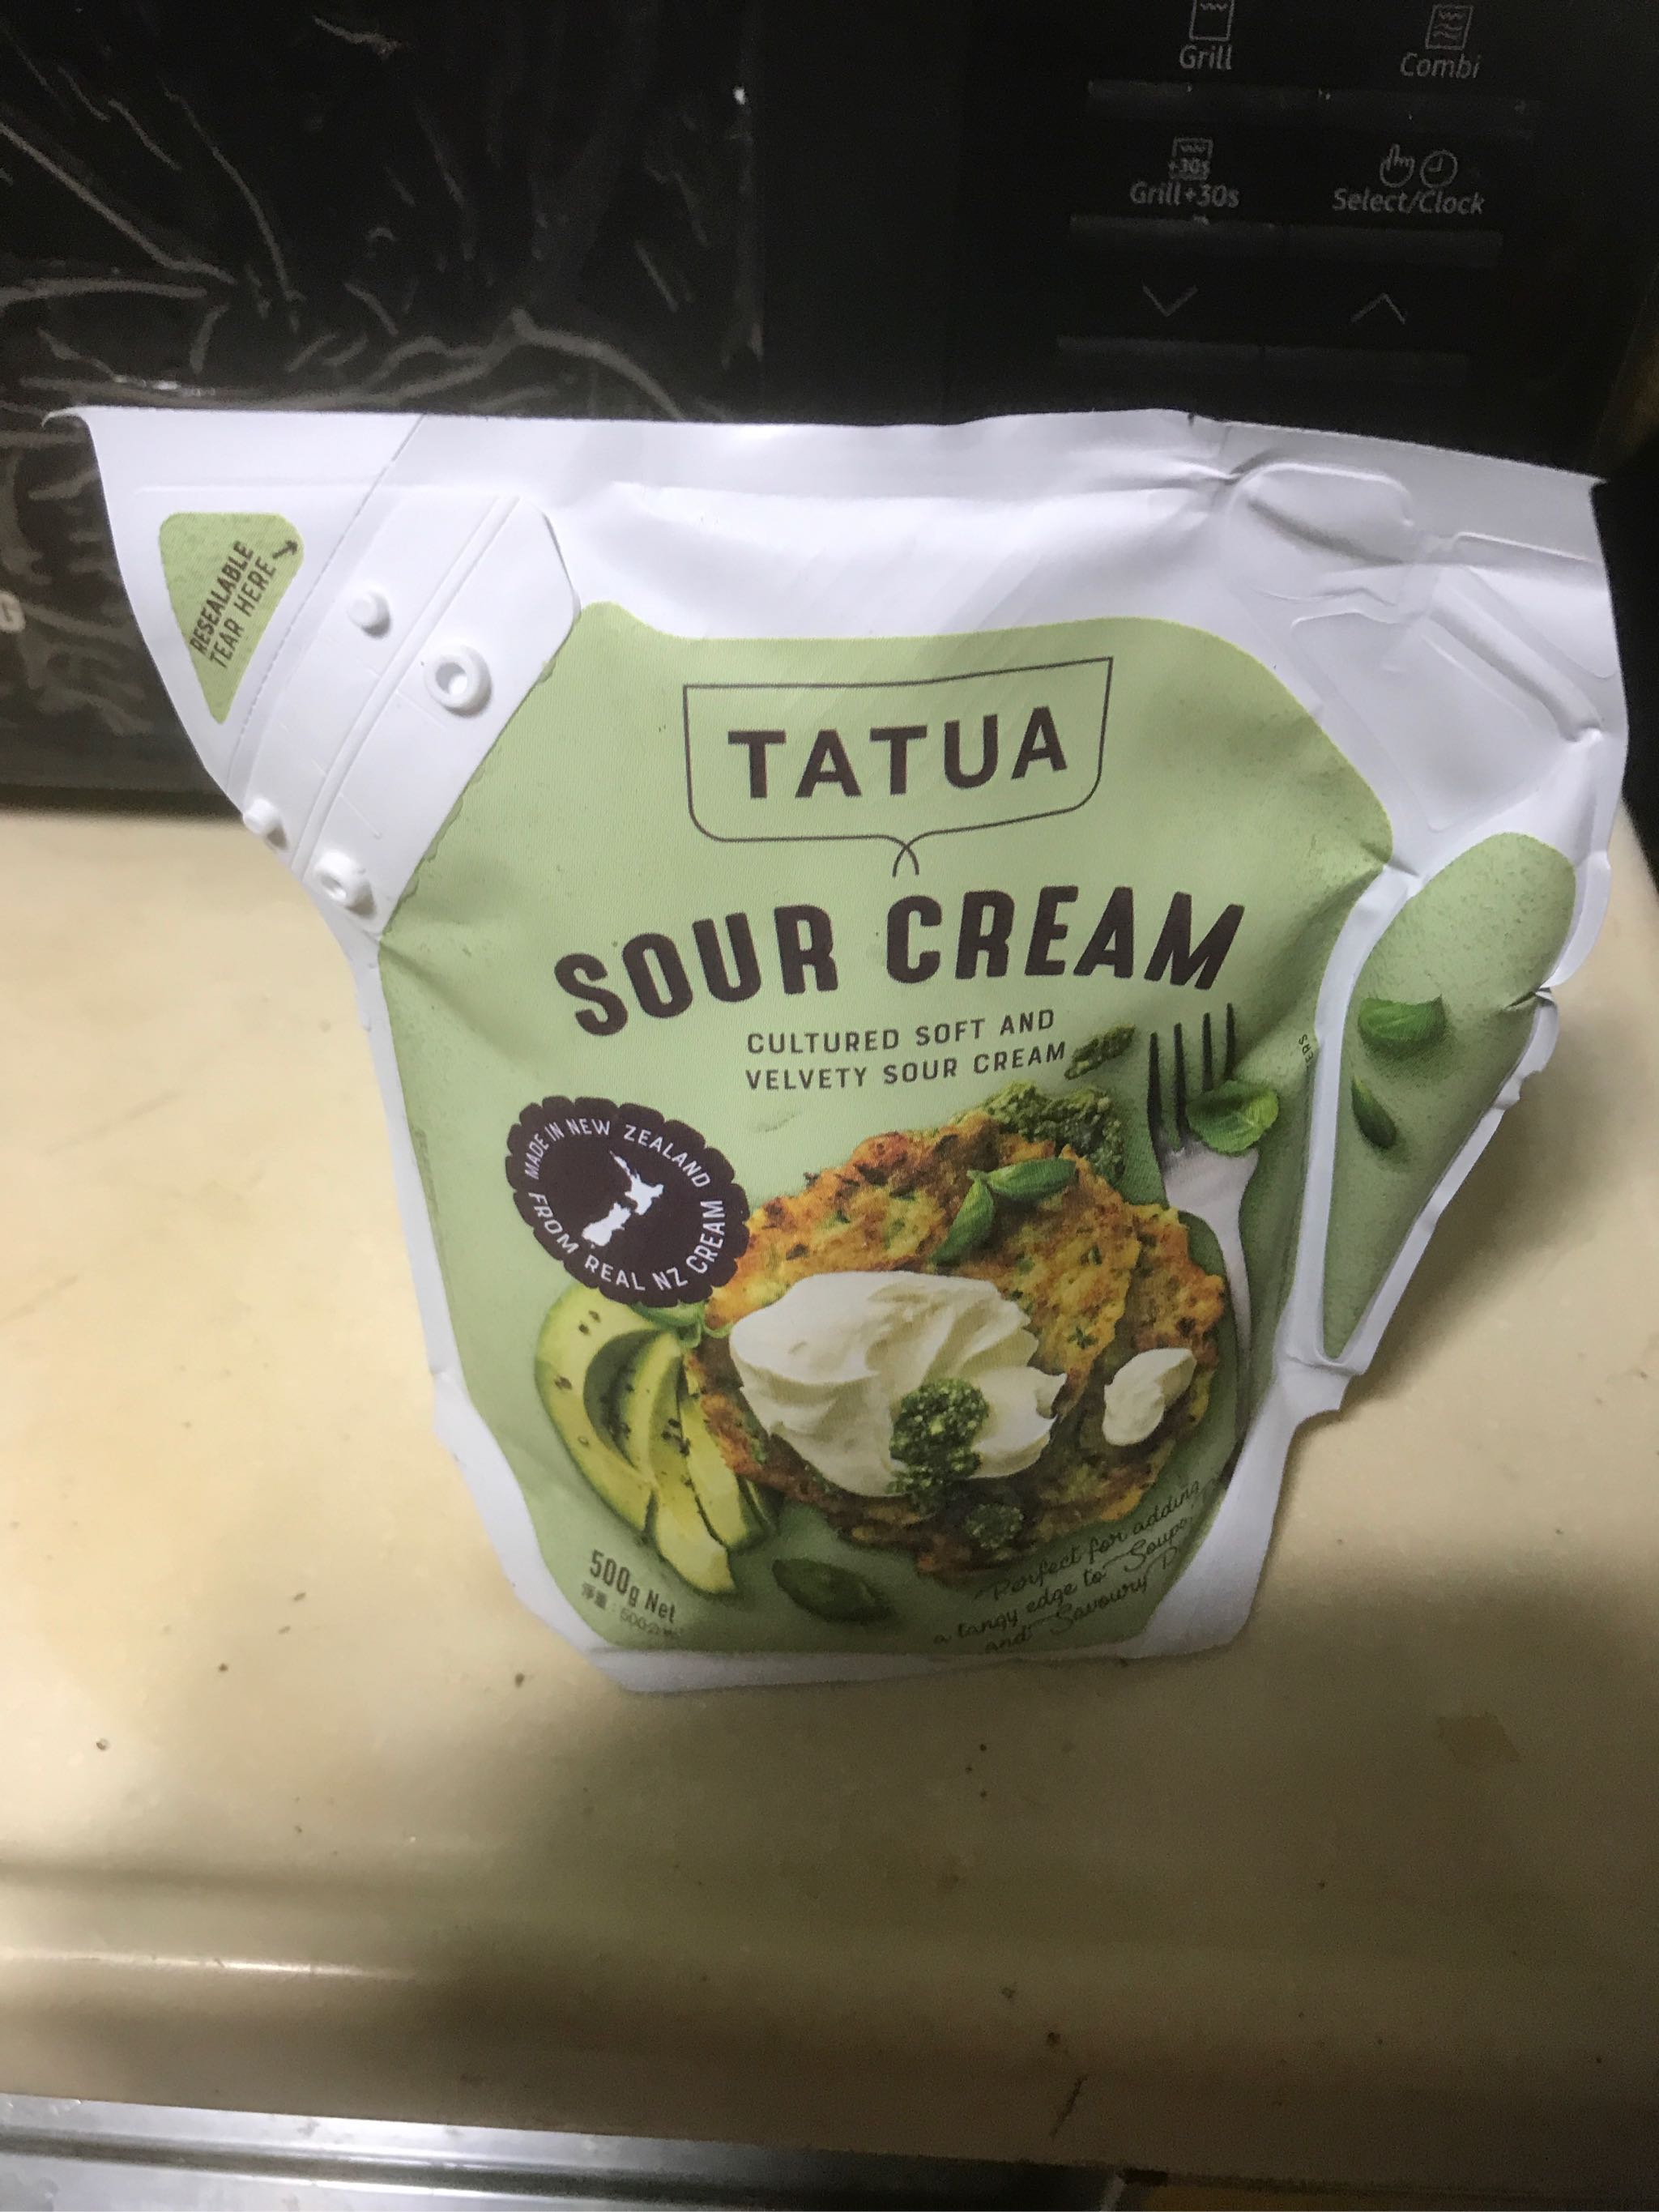 Grill
Combi
+30s
Grill+30s
Select/Clock
RESEALABLE
TEAR HERE
TATUA
SOUR CREAM
CULTURED SOFT AND
VELVETY SOUR CREAM
MADE IN NEW ZEALAND
FROM REAL NZ CREAM
500g Net
淨重
Perfect for adding
a tangy edge to Soups
and Savoury